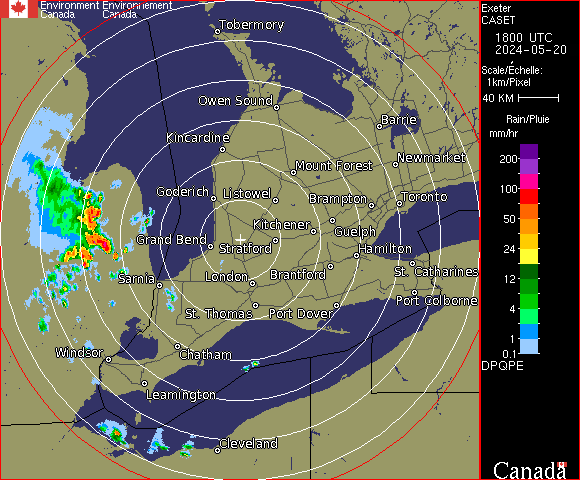 Environment Environnement
Canada Canada
Exeter
CASET
1800 UTC
2024-05-20
Scale/Échelle:
1km/Pixel
40 KM
Rain/Pluie
mm/hr
200
100
50
24
12
4
1
0.1
DPQPE
Tobermory
Owen Sound
Barrie
Kincardine
Mount Forest
Newmarket
Goderich
Listowel
Brampton
Toronto
Kitchener
Guelph
Grand Bend
Stratford
Hamilton
Sarnia
London
Brantford
St. Catharines
St. Thomas
Port Dover
Port Colborne
Windsor
Chatham
Leamington
Cleveland
Canada